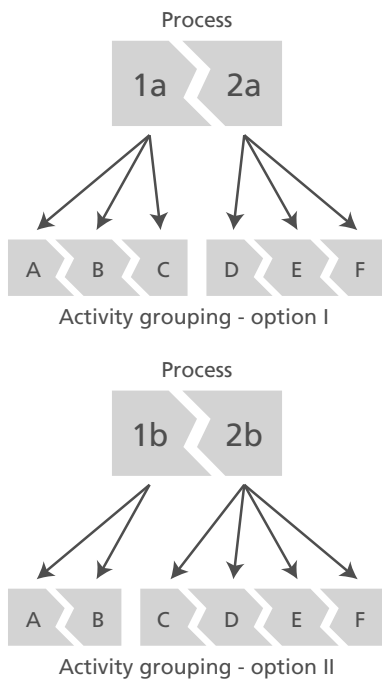 Process
1a 2a
A B C D E F
Activity grouping - option I
Process
1b 2b
A B C D E F
Activity grouping - option II